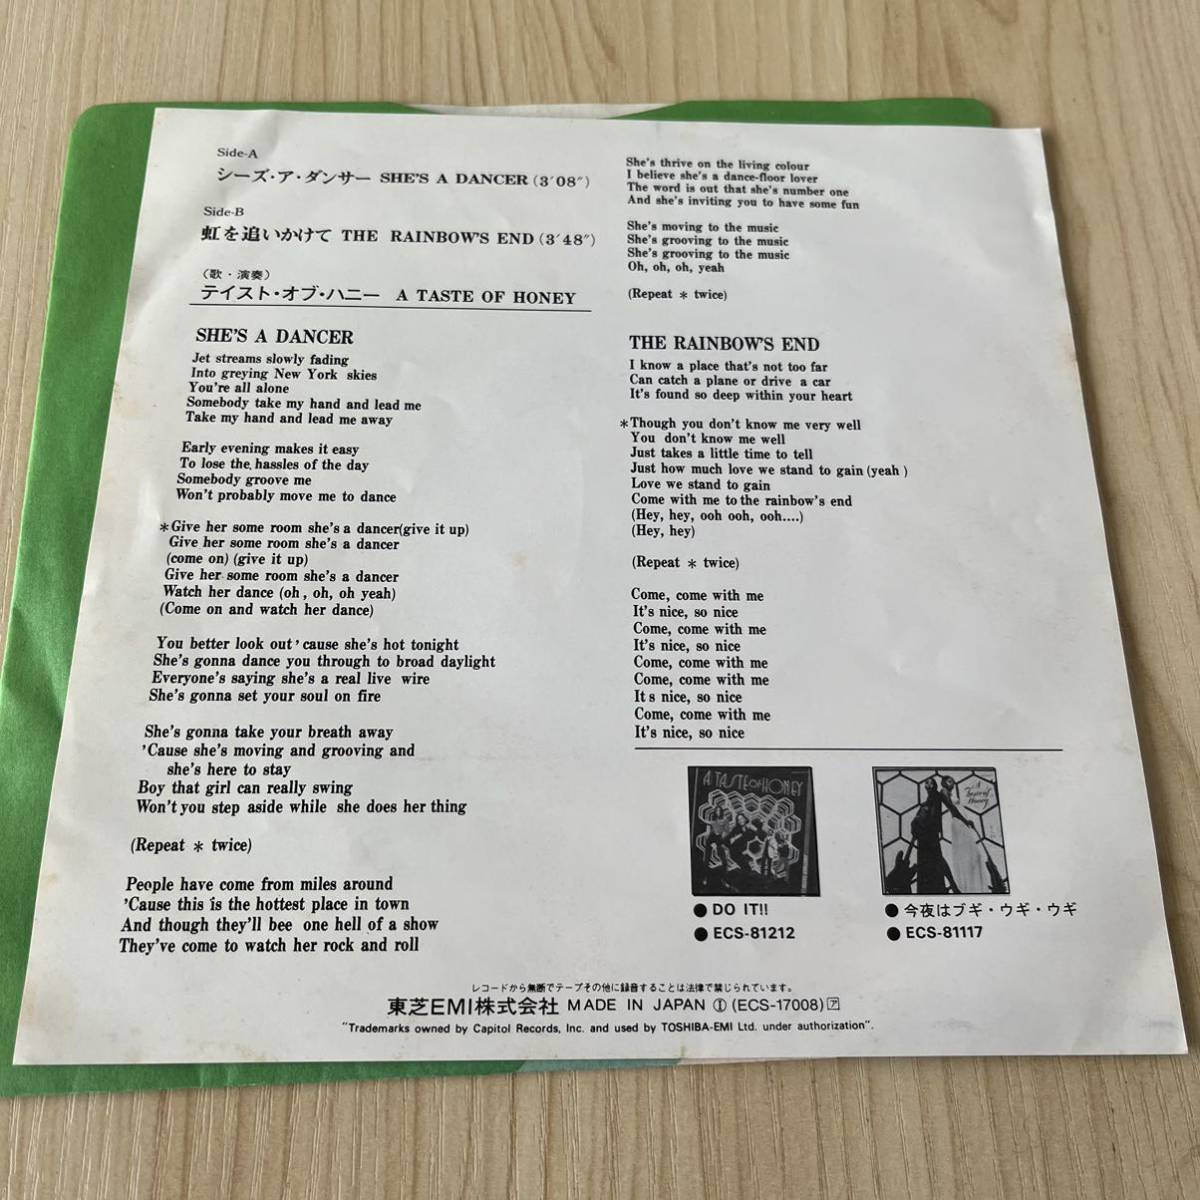 Side-A
シーズ・ア・ダンサー SHE'S A DANCER (3′08″)
Side-B
虹を追いかけて THE RAINBOW'S END (3′48″)
(歌・演奏)
テイスト・オブ・ハニー A TASTE OF HONEY
SHE'S A DANCER
Jet streams slowly fading
Into greying New York skies
You're all alone
Somebody take my hand and lead me
Take my hand and lead me away
Early evening makes it easy
To lose the hassles of the day
Somebody groove me
Won't probably move me to dance
*Give her some room she's a dancer(give it up)
Give her some room she's a dancer
(come on) (give it up)
Give her some room she's a dancer
Watch her dance (oh, oh, oh yeah)
(Come on and watch her dance)
You better look out 'cause she's hot tonight
She's gonna dance you through to broad daylight
Everyone's saying she's a real live wire
She's gonna set your soul on fire
She's gonna take your breath away
'Cause she's moving and grooving and
she's here to stay
Boy that girl can really swing
Won't you step aside while she does her thing
(Repeat * twice)
People have come from miles around
'Cause this is the hottest place in town
And though they'll bee one hell of a show
They've come to watch her rock and roll
She's thrive on the living colour
I believe she's a dance-floor lover
The word is out that she's number one
And she's inviting you to have some fun
She's moving to the music
She's grooving to the music
She's grooving to the music
Oh, oh, oh, yeah
(Repeat * twice)
THE RAINBOW'S END
I know a place that's not too far
Can catch a plane or drive a car
It's found so deep within your heart
*Though you don't know me very well
You don't know me well
Just takes a little time to tell
Just how much love we stand to gain (yeah)
Love we stand to gain
Come with me to the rainbow's end
(Hey, hey, ooh ooh, ooh....)
(Hey, hey)
(Repeat * twice)
Come, come with me
It's nice, so nice
Come, come with me
It's nice, so nice
Come, come with me
Come, come with me
Its nice, so nice
Come, come with me
It's nice, so nice
A TASTE OF HONEY
A Taste of Honey
● DO IT!!
● ECS-81212
● 今夜はブギ・ウギ・ウギ
● ECS-81117
レコードから無断でテープその他に録音することは法律で禁じられています。
東芝EMI株式会社 MADE IN JAPAN Ⓘ (ECS-17008) ア
"Trademarks owned by Capitol Records, Inc. and used by TOSHIBA-EMI Ltd. under authorization".